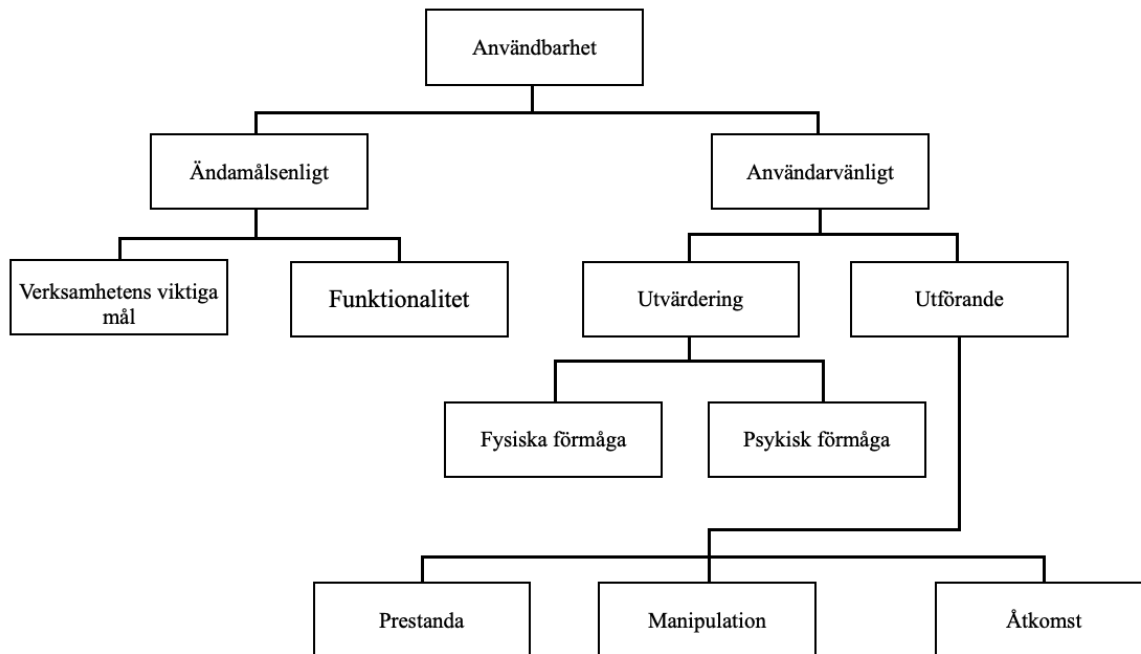 Användbarhet
Ändamålsenligt
Användarvänligt
Verksamhetens viktiga
mål
Funktionalitet
Utvärdering
Utförande
Fysiska förmåga
Psykisk förmåga
Prestanda
Manipulation
Åtkomst